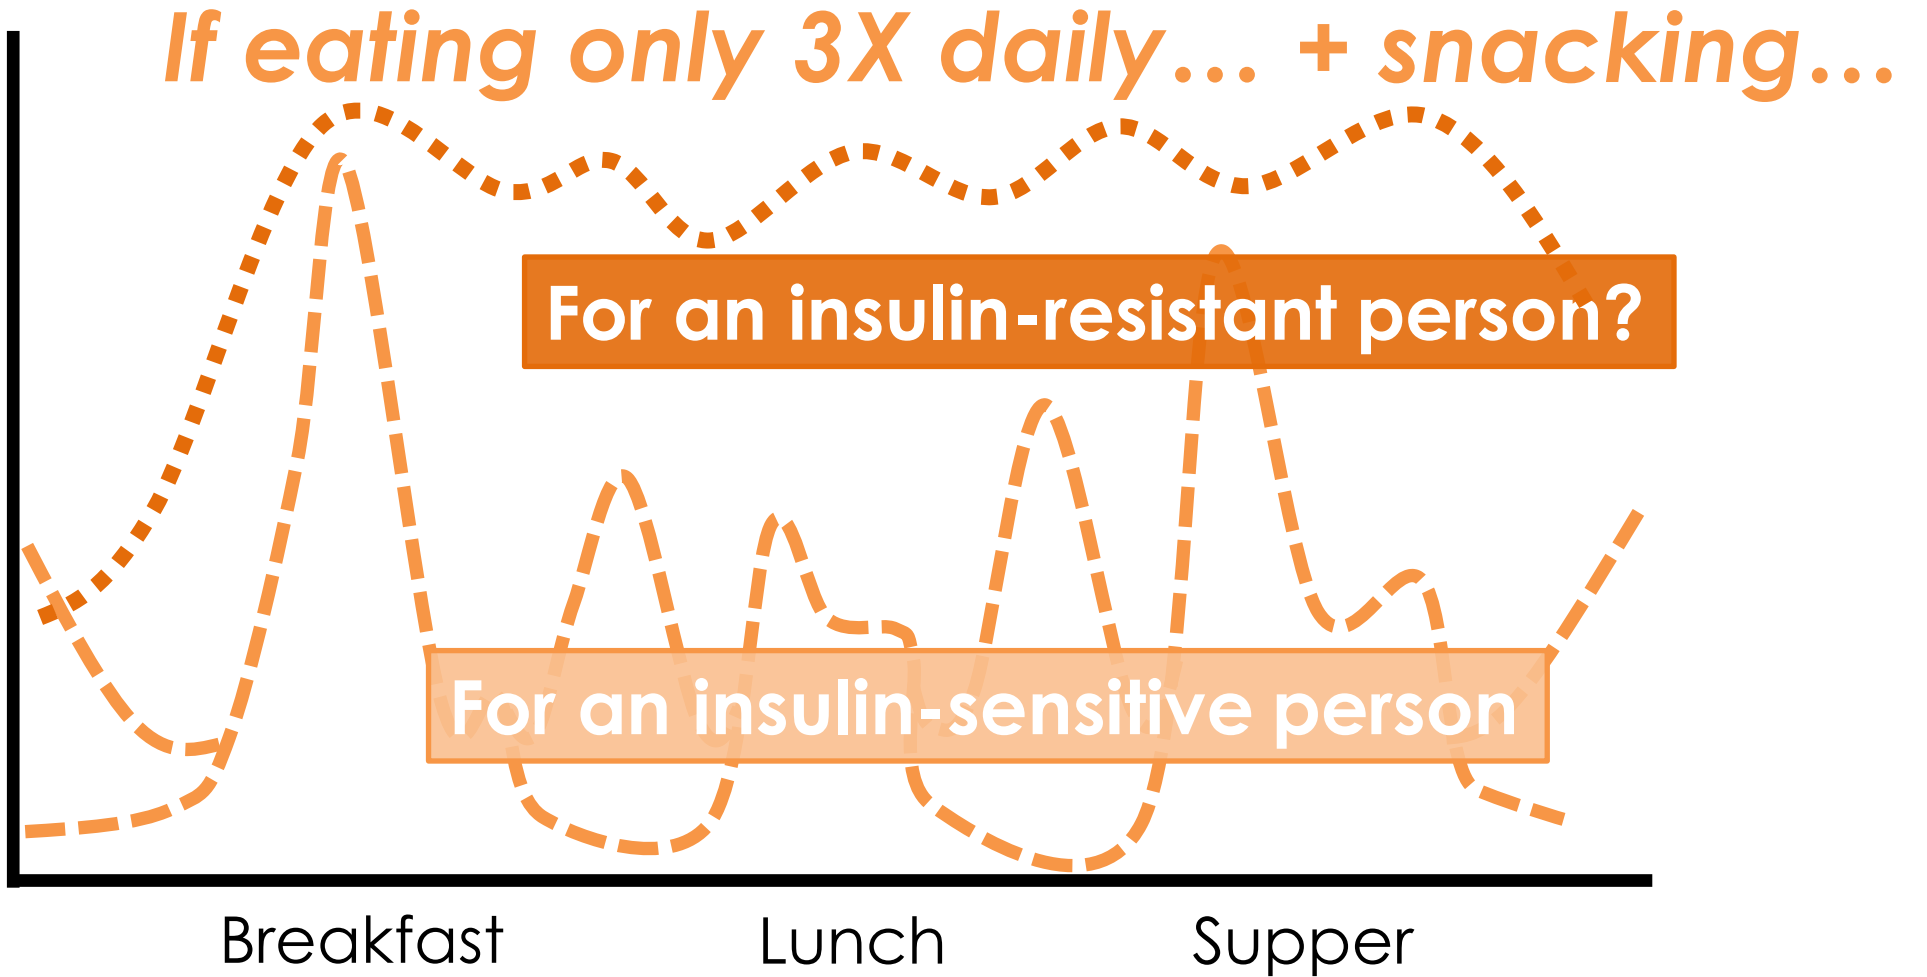 If eating only 3X daily… + snacking…
For an insulin-resistant person?
For an insulin-sensitive person
Breakfast Lunch Supper